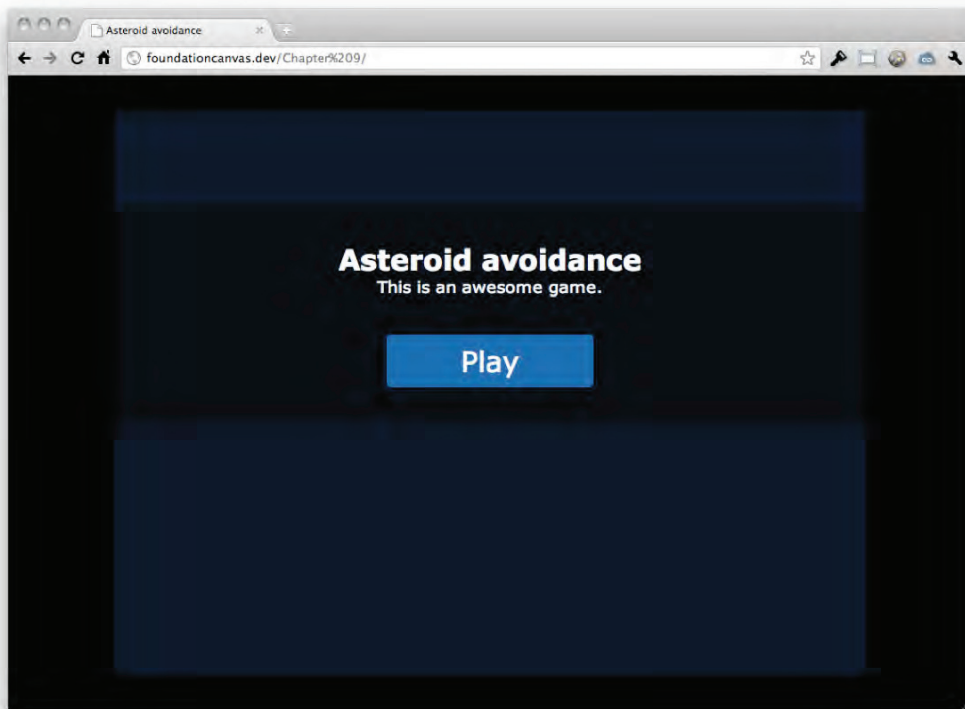 Asteroid avoidance
foundationcanvas.dev/Chapter%209/
Asteroid avoidance
This is an awesome game.
Play